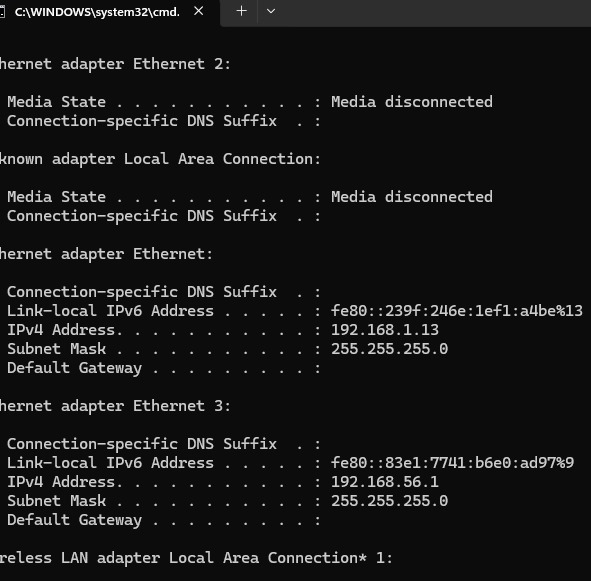 C:\WINDOWS\system32\cmd.
hernet adapter Ethernet 2:
Media State . . . . . . . . . . . : Media disconnected
Connection-specific DNS Suffix  . :
known adapter Local Area Connection:
Media State . . . . . . . . . . . : Media disconnected
Connection-specific DNS Suffix  . :
hernet adapter Ethernet:
Connection-specific DNS Suffix  . :
Link-local IPv6 Address . . . . . : fe80::239f:246e:1ef1:a4be%13
IPv4 Address. . . . . . . . . . . : 192.168.1.13
Subnet Mask . . . . . . . . . . . : 255.255.255.0
Default Gateway . . . . . . . . . :
hernet adapter Ethernet 3:
Connection-specific DNS Suffix  . :
Link-local IPv6 Address . . . . . : fe80::83e1:7741:b6e0:ad97%9
IPv4 Address. . . . . . . . . . . : 192.168.56.1
Subnet Mask . . . . . . . . . . . : 255.255.255.0
Default Gateway . . . . . . . . . :
reless LAN adapter Local Area Connection* 1: